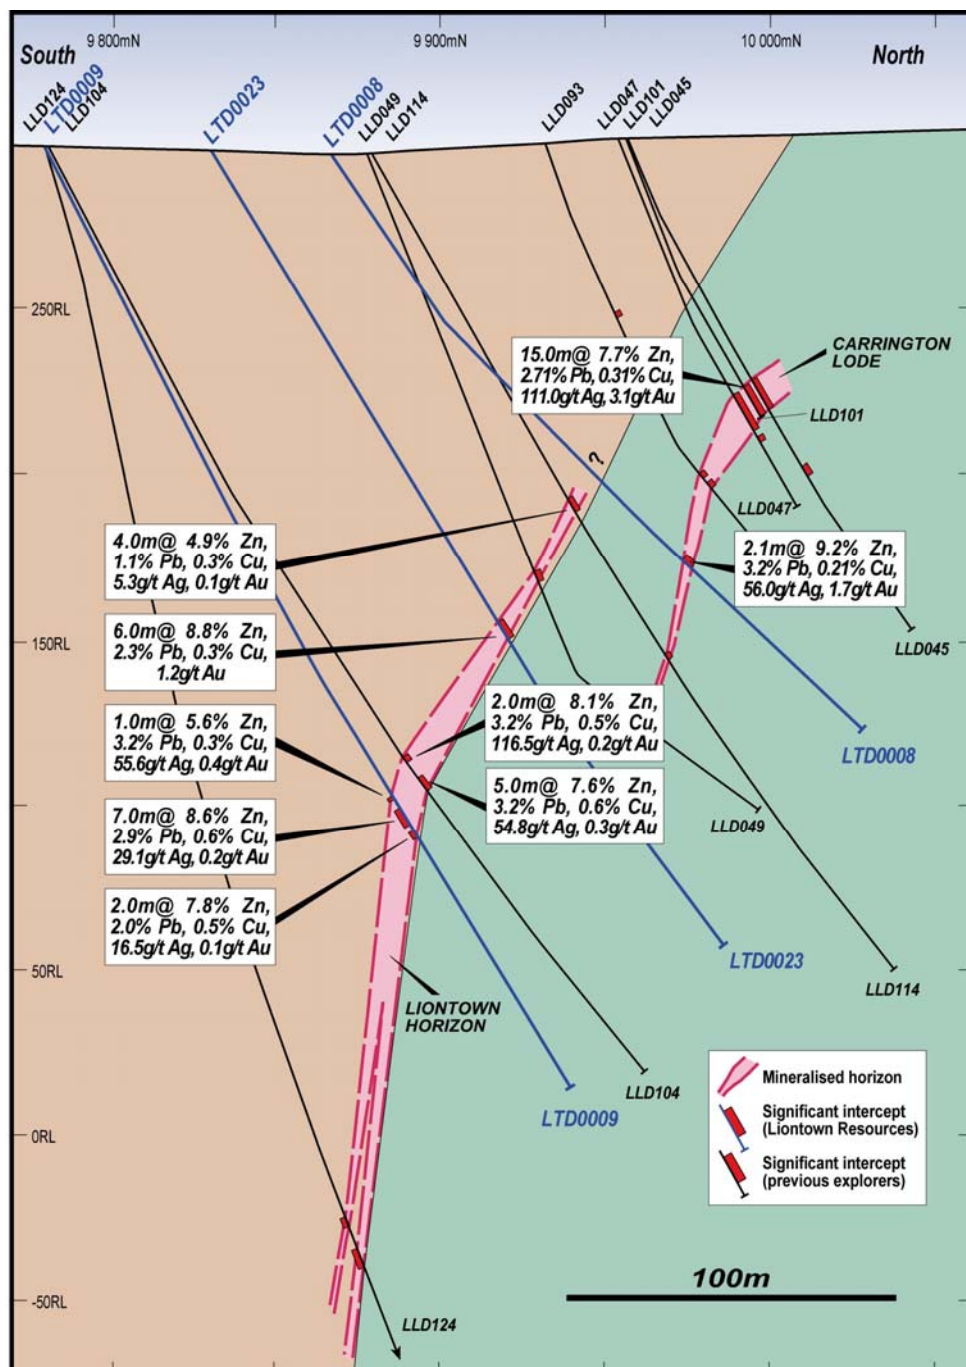 9 800mN
9 900mN
10 000mN
South
North
LLD124
LTD0009
LLD104
LTD0023
LTD0008
LLD049
LLD114
LLD093
LLD047
LLD101
LLD045
250RL
15.0m@ 7.7% Zn,
2.71% Pb, 0.31% Cu,
111.0g/t Ag, 3.1g/t Au
CARRINGTON
LODE
LLD101
?
LLD047
4.0m@ 4.9% Zn,
1.1% Pb, 0.3% Cu,
5.3g/t Ag, 0.1g/t Au
2.1m @ 9.2% Zn,
3.2% Pb, 0.21% Cu,
56.0g/t Ag, 1.7g/t Au
150RL
LLD045
6.0m@ 8.8% Zn,
2.3% Pb, 0.3% Cu,
1.2g/t Au
2.0m@ 8.1% Zn,
3.2% Pb, 0.5% Cu,
116.5g/t Ag, 0.2g/t Au
1.0m@ 5.6% Zn,
3.2% Pb, 0.3% Cu,
55.6g/t Ag, 0.4g/t Au
LTD0008
5.0m@ 7.6% Zn,
3.2% Pb, 0.6% Cu,
54.8g/t Ag, 0.3g/t Au
7.0m@ 8.6% Zn,
2.9% Pb, 0.6% Cu,
29.1g/t Ag, 0.2g/t Au
LLD049
2.0m@ 7.8% Zn,
2.0% Pb, 0.5% Cu,
16.5g/t Ag, 0.1g/t Au
50RL
LTD0023
LLD114
LIONTOWN
HORIZON
LLD104
LTD0009
0RL
Mineralised horizon
Significant intercept
(Liontown Resources)
Significant intercept
(previous explorers)
100m
-50RL
LLD124